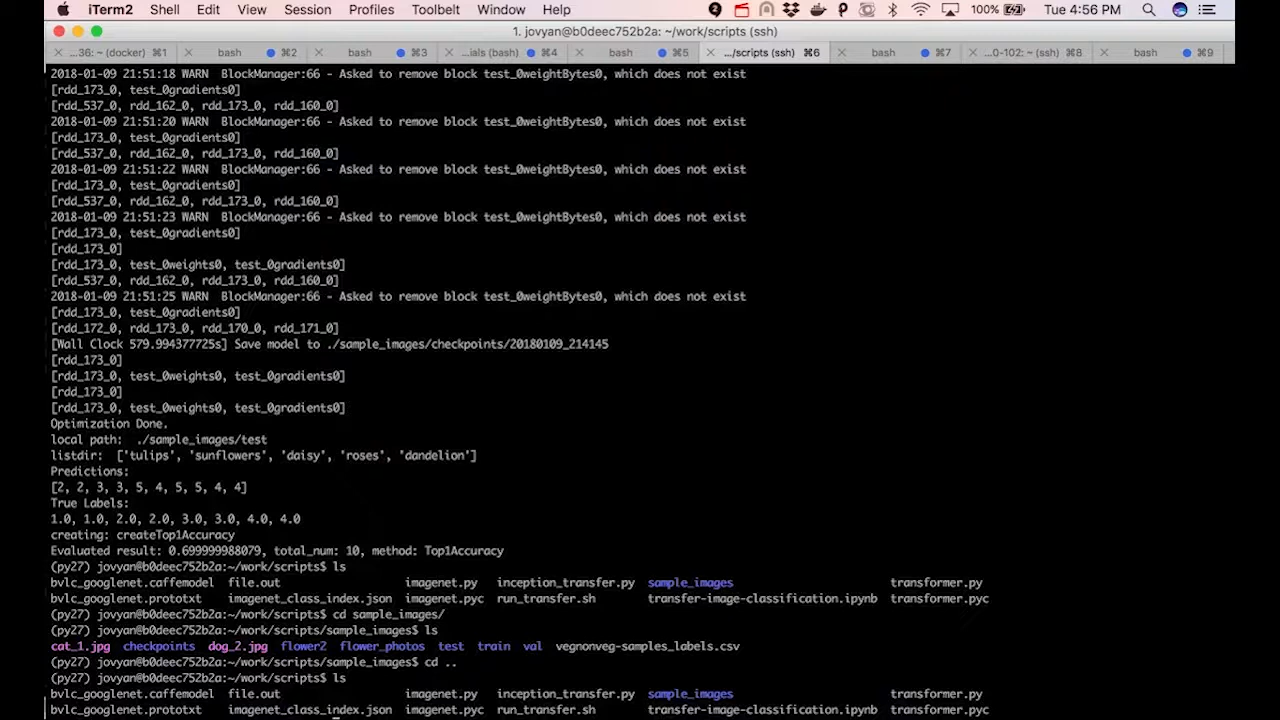 iTerm2 Shell Edit View Session Profiles Toolbelt Window Help 100% Tue 4:56 PM
1. jovyan@b0deec752b2a: ~/work/scripts (ssh)
...36: ~ (docker) ⌘1 bash ⌘2 bash ⌘3 ...ials (bash) ⌘4 bash ⌘5 .../scripts (ssh) ⌘6 bash ⌘7 ...0-102: ~ (ssh) ⌘8 bash ⌘9
2018-01-09 21:51:18 WARN  BlockManager:66 - Asked to remove block test_0weightBytes0, which does not exist
[rdd_173_0, test_0gradients0]
[rdd_537_0, rdd_162_0, rdd_173_0, rdd_160_0]
2018-01-09 21:51:20 WARN  BlockManager:66 - Asked to remove block test_0weightBytes0, which does not exist
[rdd_173_0, test_0gradients0]
[rdd_537_0, rdd_162_0, rdd_173_0, rdd_160_0]
2018-01-09 21:51:22 WARN  BlockManager:66 - Asked to remove block test_0weightBytes0, which does not exist
[rdd_173_0, test_0gradients0]
[rdd_537_0, rdd_162_0, rdd_173_0, rdd_160_0]
2018-01-09 21:51:23 WARN  BlockManager:66 - Asked to remove block test_0weightBytes0, which does not exist
[rdd_173_0, test_0gradients0]
[rdd_173_0]
[rdd_173_0, test_0weights0, test_0gradients0]
[rdd_537_0, rdd_162_0, rdd_173_0, rdd_160_0]
2018-01-09 21:51:25 WARN  BlockManager:66 - Asked to remove block test_0weightBytes0, which does not exist
[rdd_173_0, test_0gradients0]
[rdd_172_0, rdd_173_0, rdd_170_0, rdd_171_0]
[Wall Clock 579.994377725s] Save model to ./sample_images/checkpoints/20180109_214145
[rdd_173_0]
[rdd_173_0, test_0weights0, test_0gradients0]
[rdd_173_0]
[rdd_173_0, test_0weights0, test_0gradients0]
Optimization Done.
local path:  ./sample_images/test
listdir:  ['tulips', 'sunflowers', 'daisy', 'roses', 'dandelion']
Predictions:
[2, 2, 3, 3, 5, 4, 5, 5, 4, 4]
True Labels:
1.0, 1.0, 2.0, 2.0, 3.0, 3.0, 4.0, 4.0
creating: createTop1Accuracy
Evaluated result: 0.699999988079, total_num: 10, method: Top1Accuracy
(py27) jovyan@b0deec752b2a:~/work/scripts$ ls
bvlc_googlenet.caffemodel  file.out  imagenet.py  inception_transfer.py  sample_images  transformer.py
bvlc_googlenet.prototxt  imagenet_class_index.json  imagenet.pyc  run_transfer.sh  transfer-image-classification.ipynb  transformer.pyc
(py27) jovyan@b0deec752b2a:~/work/scripts$ cd sample_images/
(py27) jovyan@b0deec752b2a:~/work/scripts/sample_images$ ls
cat_1.jpg  checkpoints  dog_2.jpg  flower2  flower_photos  test  train  val  vegnonveg-samples_labels.csv
(py27) jovyan@b0deec752b2a:~/work/scripts/sample_images$ cd ..
(py27) jovyan@b0deec752b2a:~/work/scripts$ ls
bvlc_googlenet.caffemodel  file.out  imagenet.py  inception_transfer.py  sample_images  transformer.py
bvlc_googlenet.prototxt  imagenet_class_index.json  imagenet.pyc  run_transfer.sh  transfer-image-classification.ipynb  transformer.pyc